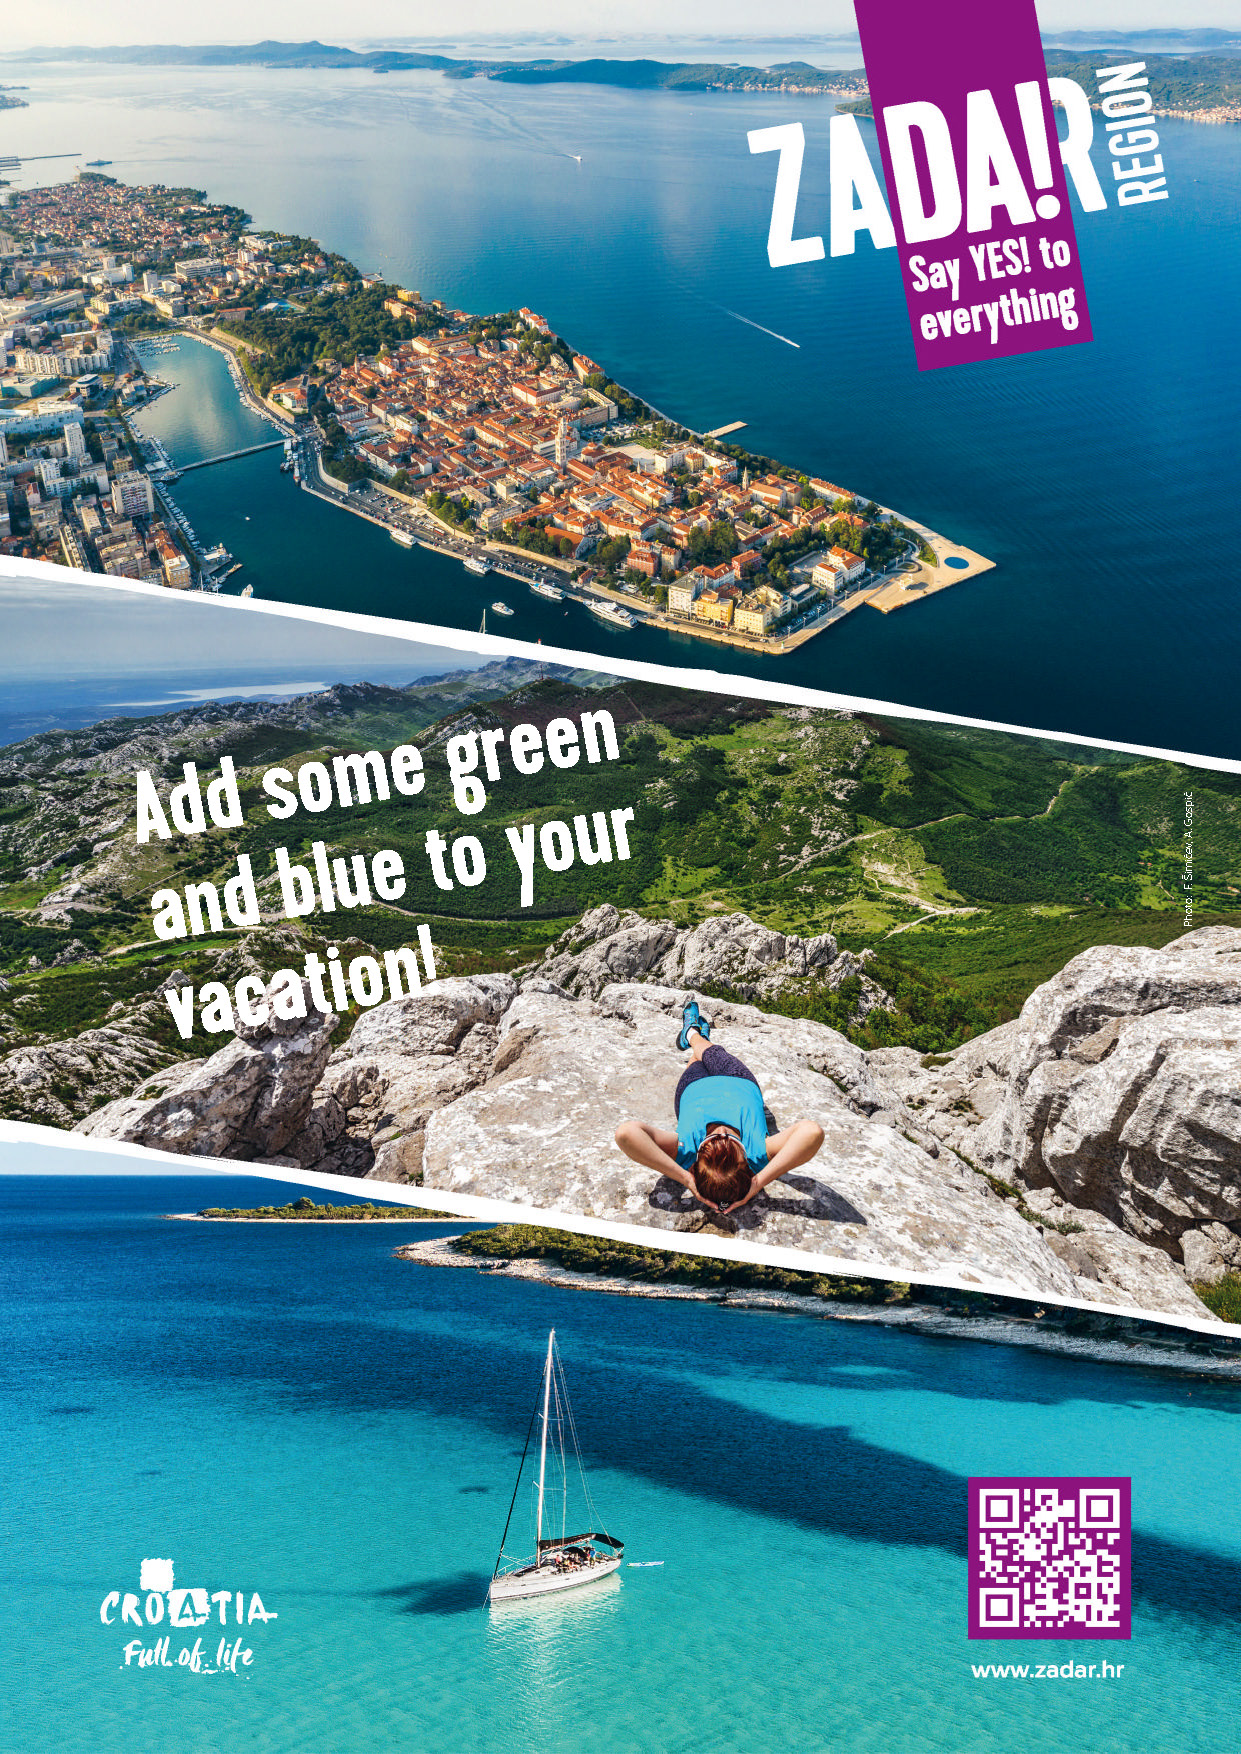 ZADA!R
REGION
Say YES! to
everything
Add some green
and blue to your
vacation!
Photo: F. Šimičev, A. Gospić
CROATIA
Full of life
www.zadar.hr